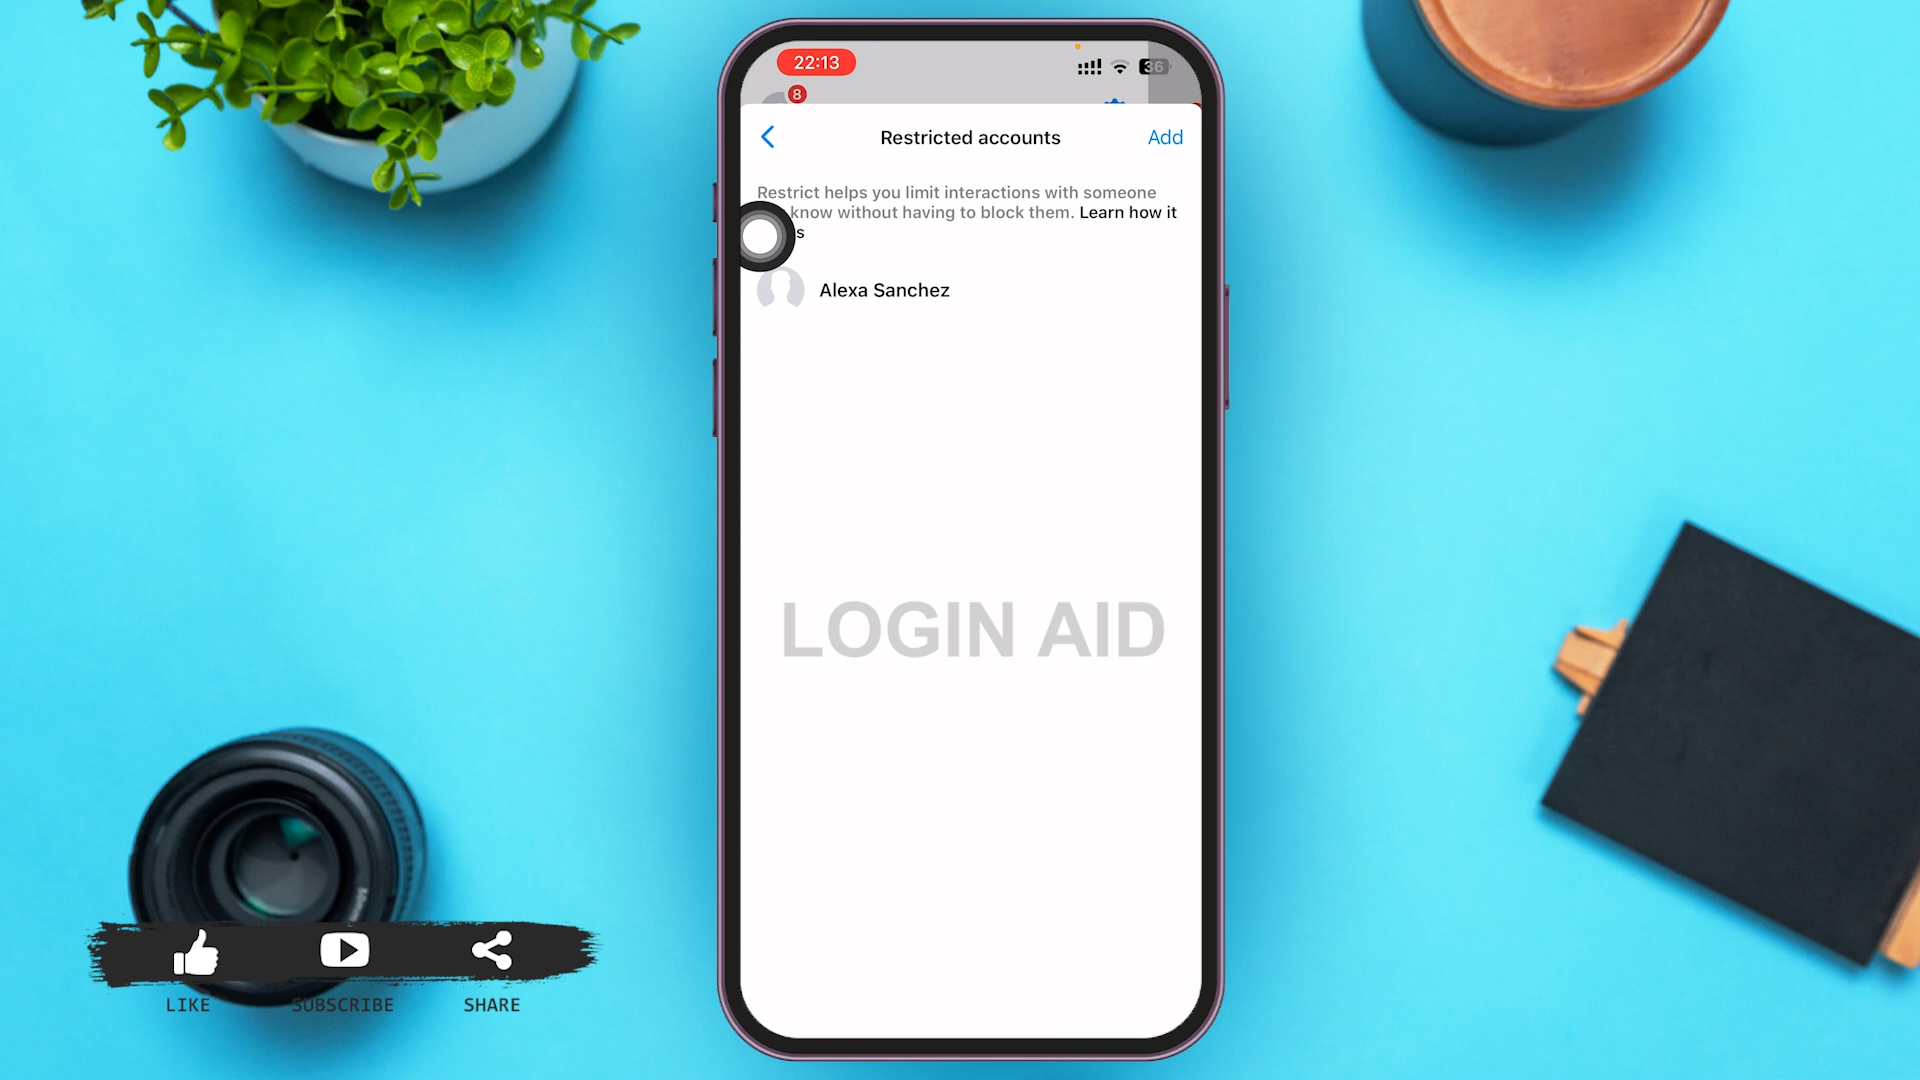 22:13
36
8
Restricted accounts
Add
Restrict helps you limit interactions with someone
know without having to block them. Learn how it
s
Alexa Sanchez
LOGIN AID
LIKE
SUBSCRIBE
SHARE